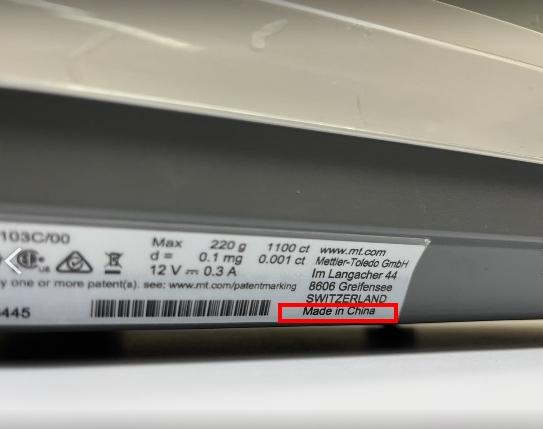 103C/00
Max 220 g 1100 ct
d = 0.1 mg 0.001 ct
12 V ⎓ 0.3 A
y one or more patent(s). see: www.mt.com/patentmarking
445
www.mt.com
Mettler-Toledo GmbH
Im Langacher 44
8606 Greifensee
SWITZERLAND
Made in China